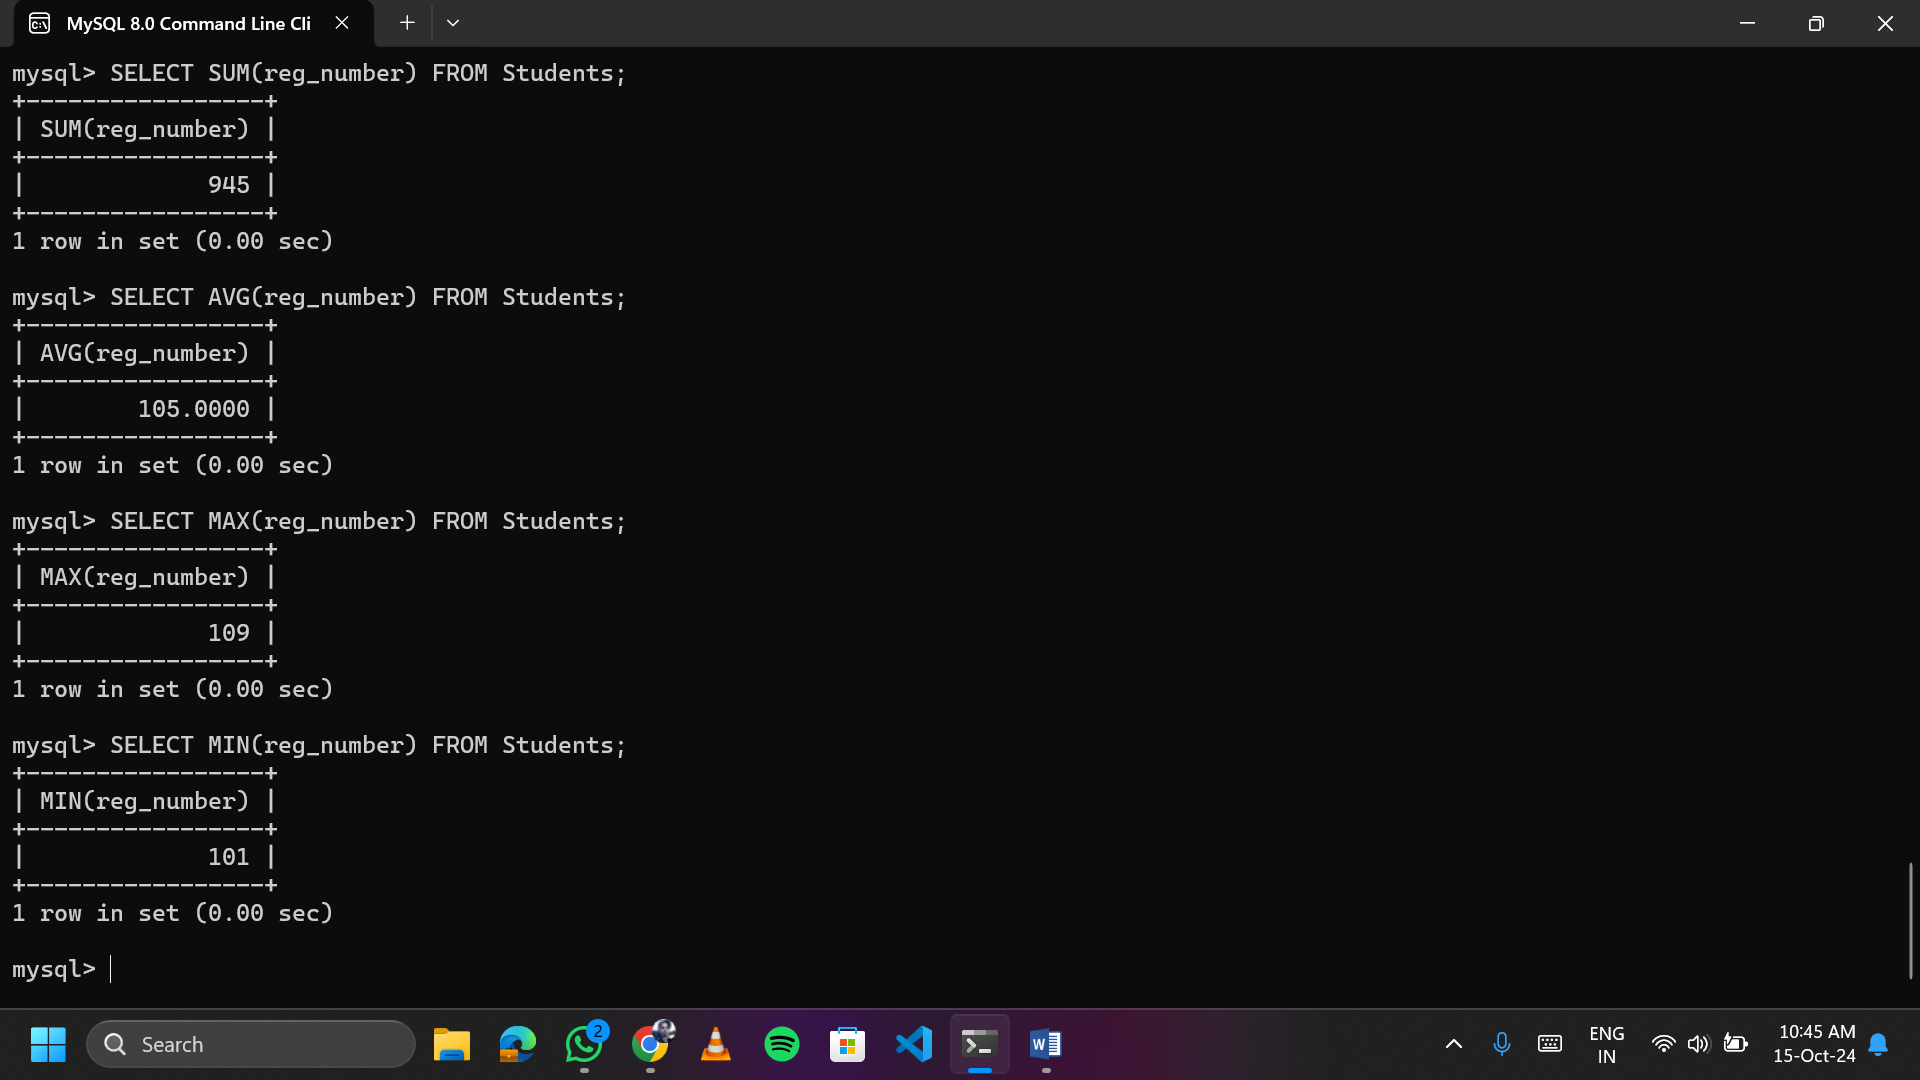 MySQL 8.0 Command Line Cli
mysql> SELECT SUM(reg_number) FROM Students;
+-----------------+
| SUM(reg_number) |
+-----------------+
|             945 |
+-----------------+
1 row in set (0.00 sec)
mysql> SELECT AVG(reg_number) FROM Students;
+-----------------+
| AVG(reg_number) |
+-----------------+
|        105.0000 |
+-----------------+
1 row in set (0.00 sec)
mysql> SELECT MAX(reg_number) FROM Students;
+-----------------+
| MAX(reg_number) |
+-----------------+
|             109 |
+-----------------+
1 row in set (0.00 sec)
mysql> SELECT MIN(reg_number) FROM Students;
+-----------------+
| MIN(reg_number) |
+-----------------+
|             101 |
+-----------------+
1 row in set (0.00 sec)
mysql>
Search
2
ENG
IN
10:45 AM
15-Oct-24